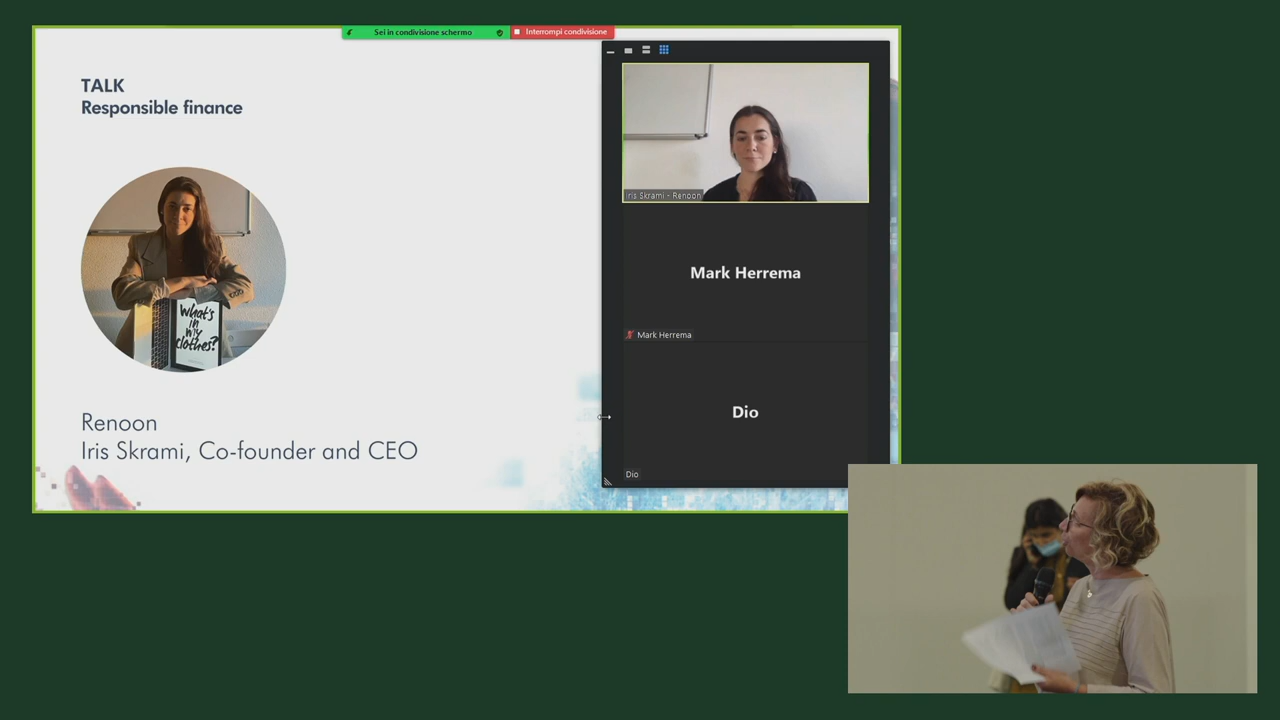 Sei in condivisione schermo
Interrompi condivisione
TALK
Responsible finance
What's
in
my
clothes?
Renoon
Iris Skrami, Co-founder and CEO
Iris Skrami - Renoon
Mark Herrema
Mark Herrema
Dio
Dio